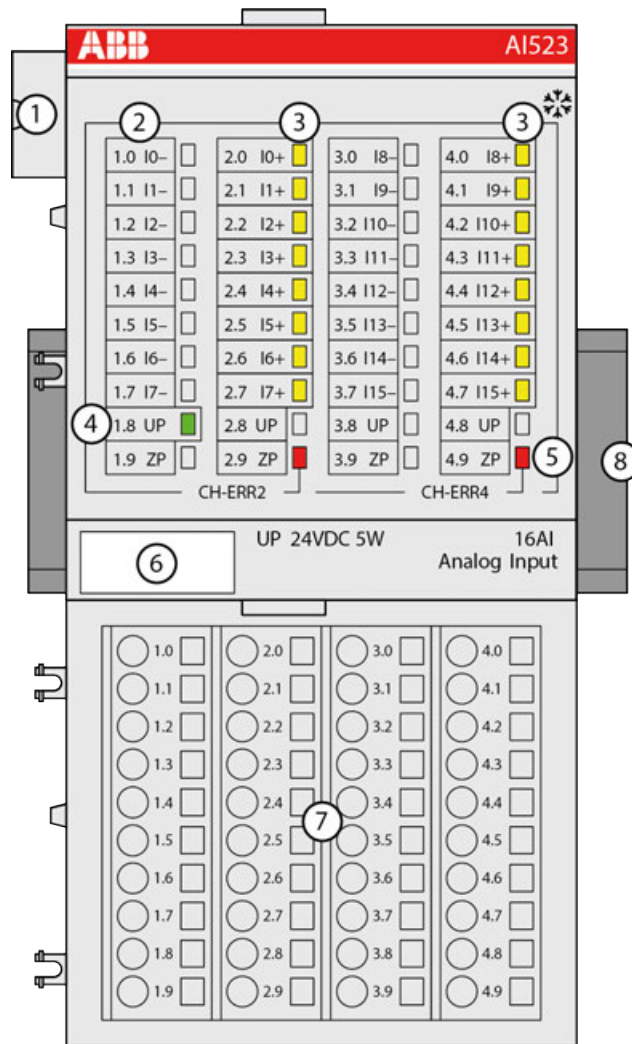 ABB AI523
1 2 3 3
1.0 I0– 2.0 I0+ 3.0 I8– 4.0 I8+
1.1 I1– 2.1 I1+ 3.1 I9– 4.1 I9+
1.2 I2– 2.2 I2+ 3.2 I10– 4.2 I10+
1.3 I3– 2.3 I3+ 3.3 I11– 4.3 I11+
1.4 I4– 2.4 I4+ 3.4 I12– 4.4 I12+
1.5 I5– 2.5 I5+ 3.5 I13– 4.5 I13+
1.6 I6– 2.6 I6+ 3.6 I14– 4.6 I14+
1.7 I7– 2.7 I7+ 3.7 I15– 4.7 I15+
4 1.8 UP 2.8 UP 3.8 UP 4.8 UP
1.9 ZP 2.9 ZP 3.9 ZP 4.9 ZP 5 8
CH-ERR2 CH-ERR4
6 UP 24VDC 5W 16AI
Analog Input
1.0 2.0 3.0 4.0
1.1 2.1 3.1 4.1
1.2 2.2 3.2 4.2
1.3 2.3 3.3 4.3
1.4 2.4 3.4 4.4
7
1.5 2.5 3.5 4.5
1.6 2.6 3.6 4.6
1.7 2.7 3.7 4.7
1.8 2.8 3.8 4.8
1.9 2.9 3.9 4.9